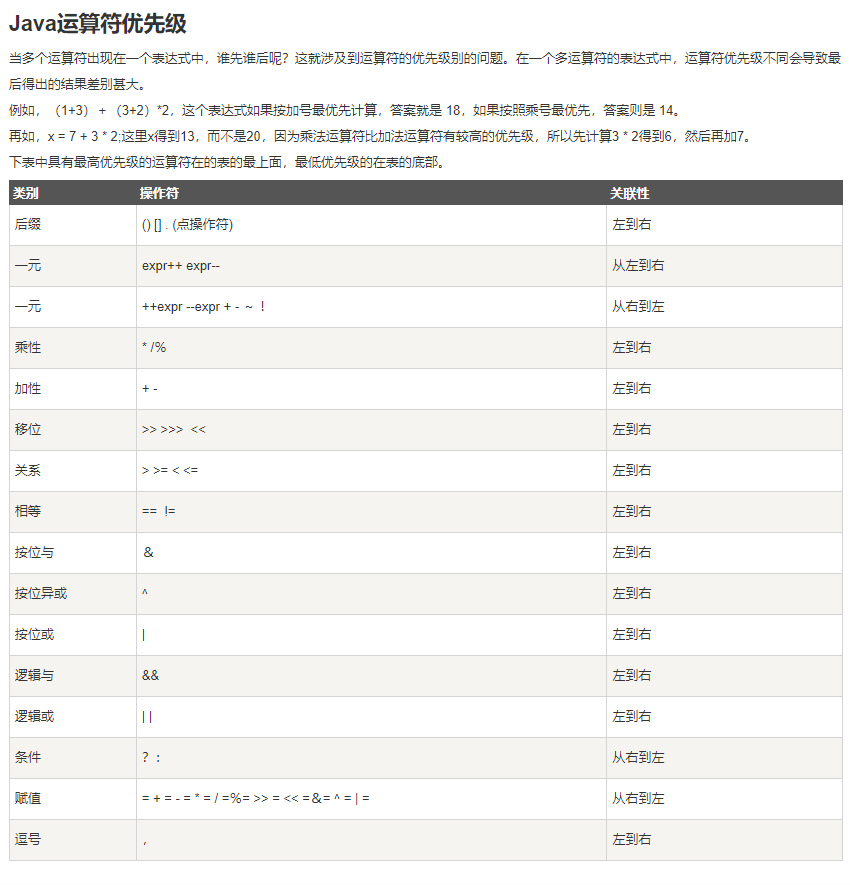 Java运算符优先级
当多个运算符出现在一个表达式中，谁先谁后呢？这就涉及到运算符的优先级别的问题。在一个多运算符的表达式中，运算符优先级不同会导致最
后得出的结果差别甚大。
例如，（1+3）＋（3+2）*2，这个表达式如果按加号最优先计算，答案就是 18，如果按照乘号最优先，答案则是 14。
再如，x = 7 + 3 * 2;这里x得到13，而不是20，因为乘法运算符比加法运算符有较高的优先级，所以先计算3 * 2得到6，然后再加7。
下表中具有最高优先级的运算符在的表的最上面，最低优先级的在表的底部。
类别 操作符 关联性
后缀 () [] . (点操作符) 左到右
一元 expr++ expr-- 从左到右
一元 ++expr --expr + - ～ ！ 从右到左
乘性 * /% 左到右
加性 + - 左到右
移位 >> >>>  << 左到右
关系 > >= < <= 左到右
相等 ==  != 左到右
按位与 ＆ 左到右
按位异或 ^ 左到右
按位或 | 左到右
逻辑与 && 左到右
逻辑或 | | 左到右
条件 ？： 从右到左
赋值 = + = - = * = / =%= >> = << =&= ^ = | = 从右到左
逗号 ， 左到右